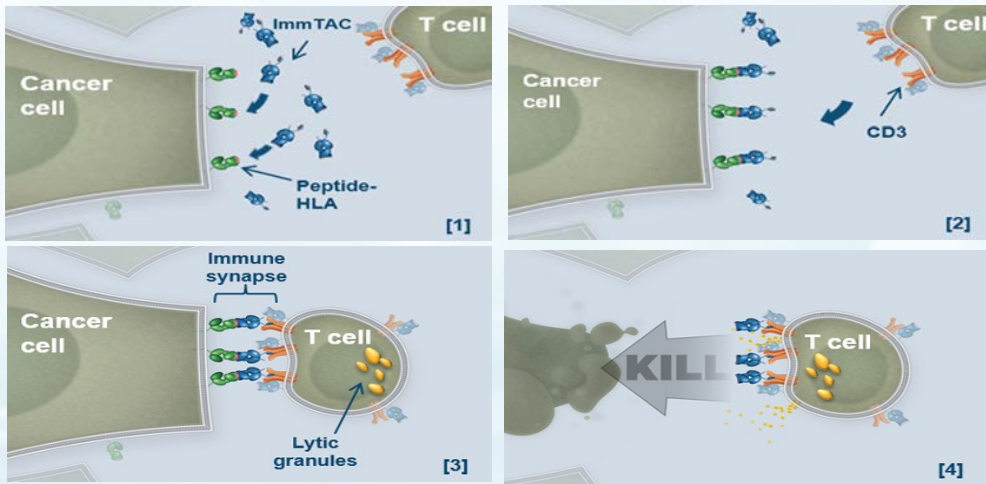 ImmTAC
T cell
Cancer
cell
Peptide-
HLA
[1]
T cell
Cancer
cell
CD3
[2]
Immune
synapse
Cancer
cell
T cell
Lytic
granules
[3]
T cell
KILL
[4]